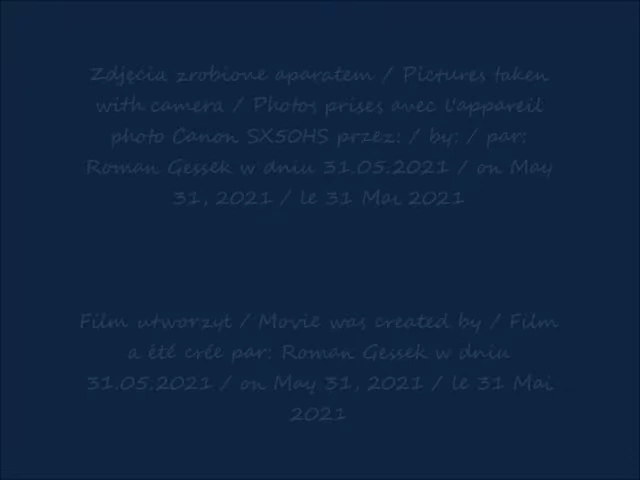 Zdjęcia zrobione aparatem / Pictures taken
with camera / Photos prises avec l'appareil
photo Canon SX50HS przez: / by: / par:
Roman Gessek w dniu 31.05.2021 / on May
31, 2021 / le 31 Mai 2021
Film utworzył / Movie was created by / Film
a été crée par: Roman Gessek w dniu
31.05.2021 / on May 31, 2021 / le 31 Mai
2021